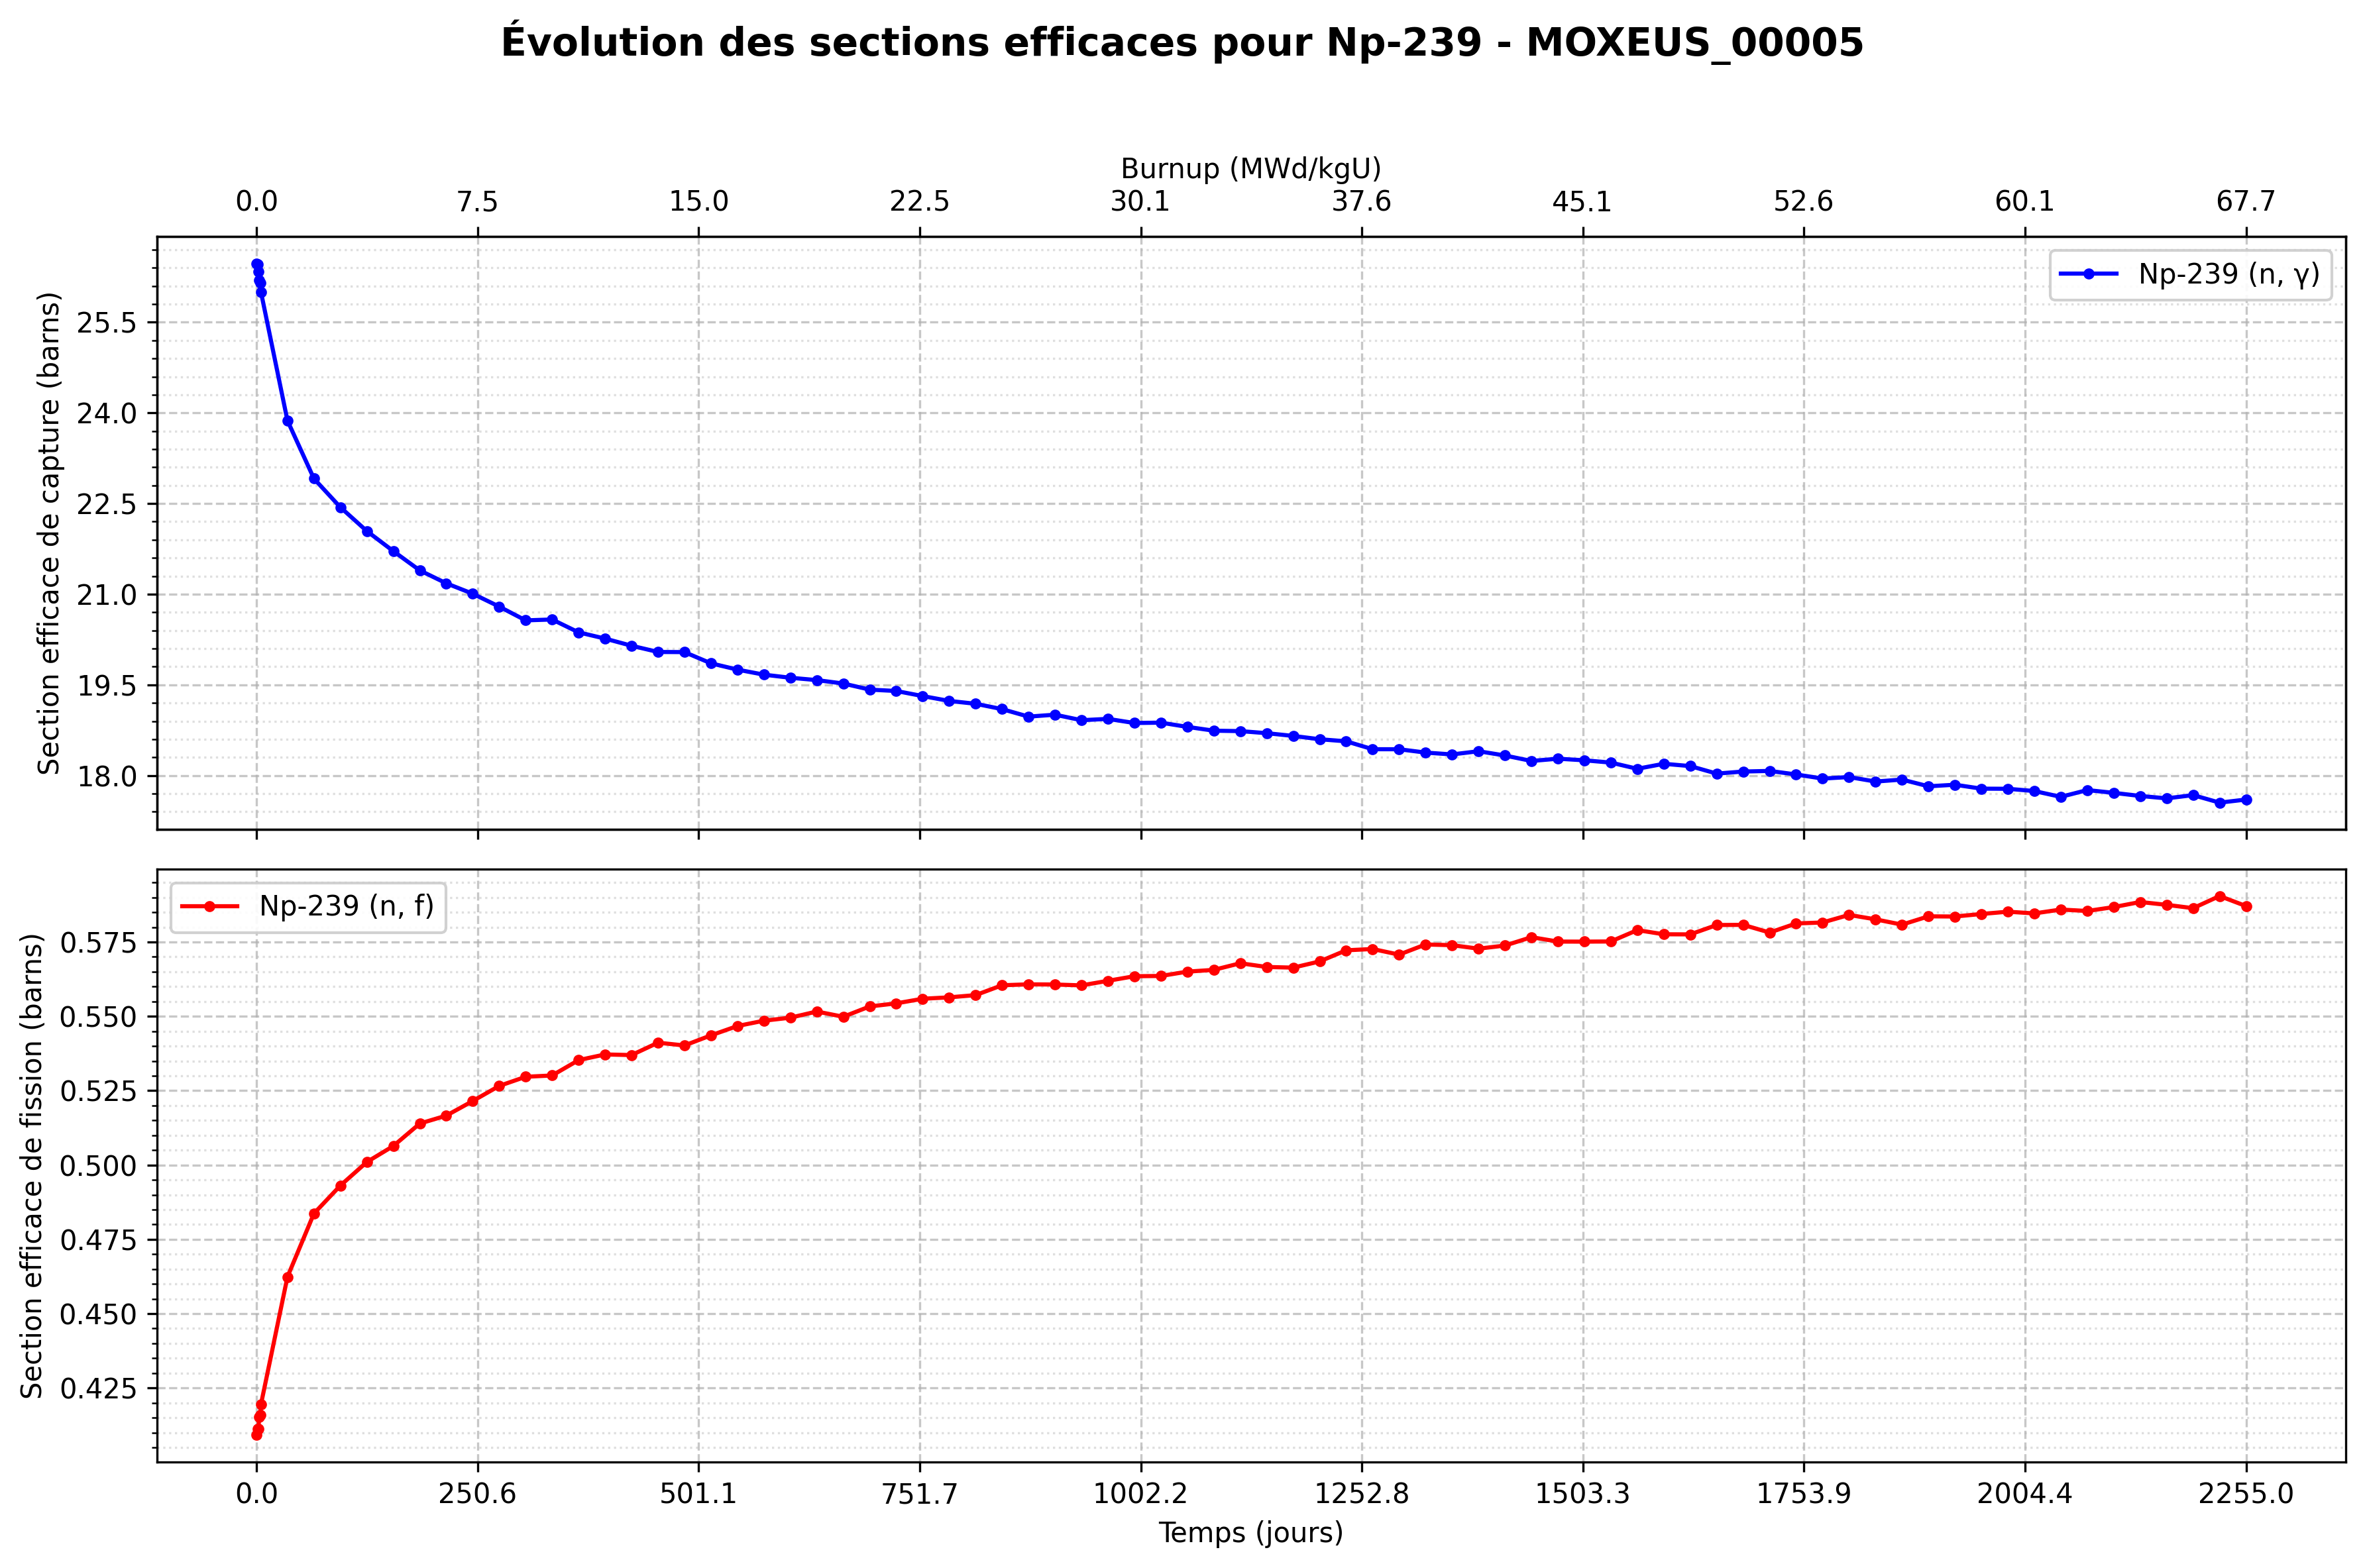 Évolution des sections efficaces pour Np-239 - MOXEUS_00005
Burnup (MWd/kgU)
0.0 7.5 15.0 22.5 30.1 37.6 45.1 52.6 60.1 67.7
Np-239 (n, γ)
Section efficace de capture (barns)
25.5
24.0
22.5
21.0
19.5
18.0
Np-239 (n, f)
Section efficace de fission (barns)
0.575
0.550
0.525
0.500
0.475
0.450
0.425
0.0 250.6 501.1 751.7 1002.2 1252.8 1503.3 1753.9 2004.4 2255.0
Temps (jours)